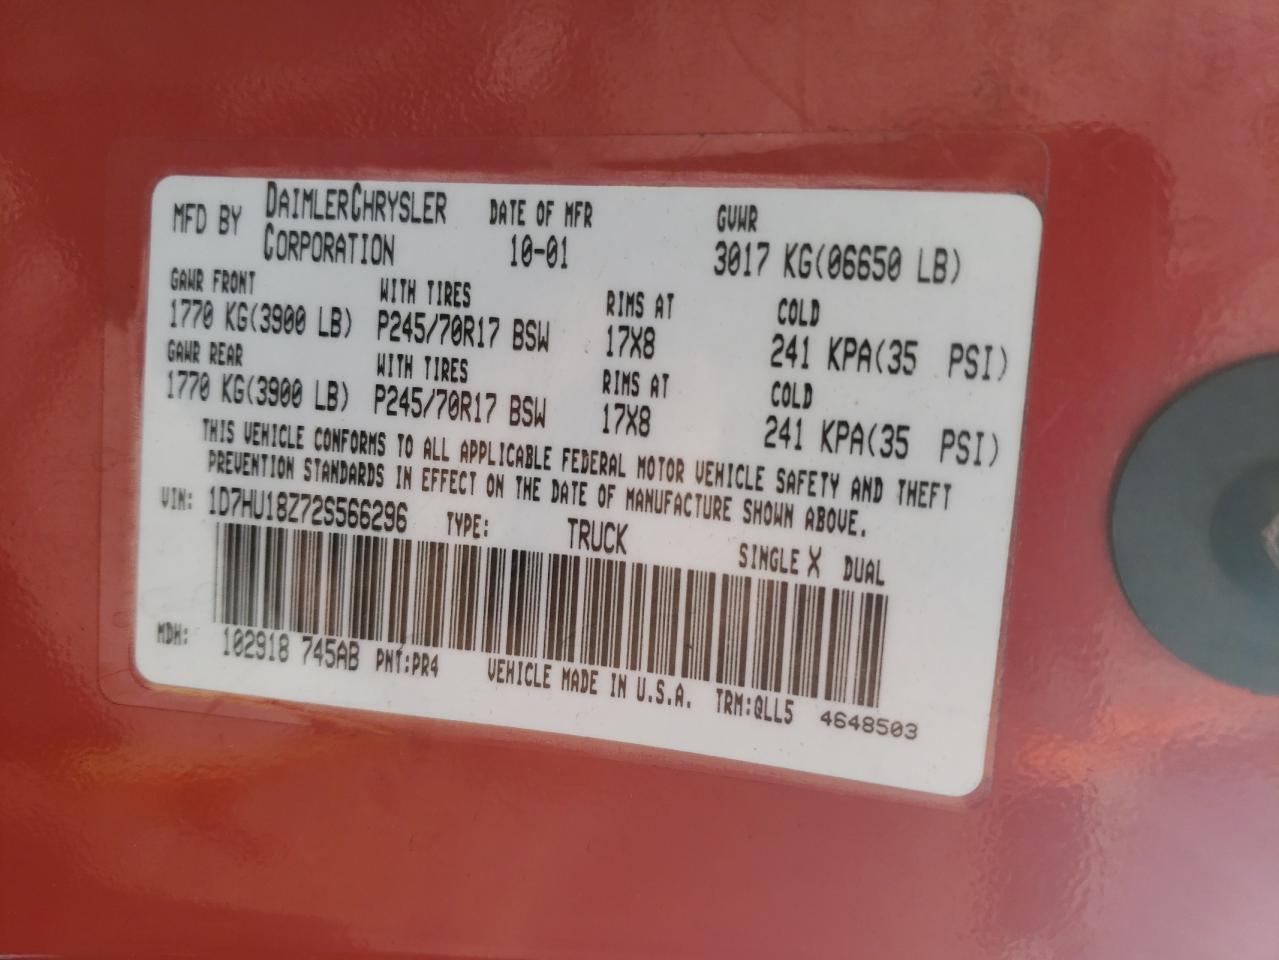 MFD BY DAIMLERCHRYSLER CORPORATION DATE OF MFR 10-01 GVWR 3017 KG(06650 LB)
GAWR FRONT WITH TIRES RIMS AT COLD
1770 KG(3900 LB) P245/70R17 BSW 17X8 241 KPA(35 PSI)
GAWR REAR WITH TIRES RIMS AT COLD
1770 KG(3900 LB) P245/70R17 BSW 17X8 241 KPA(35 PSI)
THIS VEHICLE CONFORMS TO ALL APPLICABLE FEDERAL MOTOR VEHICLE SAFETY AND THEFT
PREVENTION STANDARDS IN EFFECT ON THE DATE OF MANUFACTURE SHOWN ABOVE.
VIN: 1D7HU18Z72S566296 TYPE: TRUCK SINGLE X DUAL
MDH: 102918 745AB PNT:PR4 VEHICLE MADE IN U.S.A. TRM:QLL5 4648503